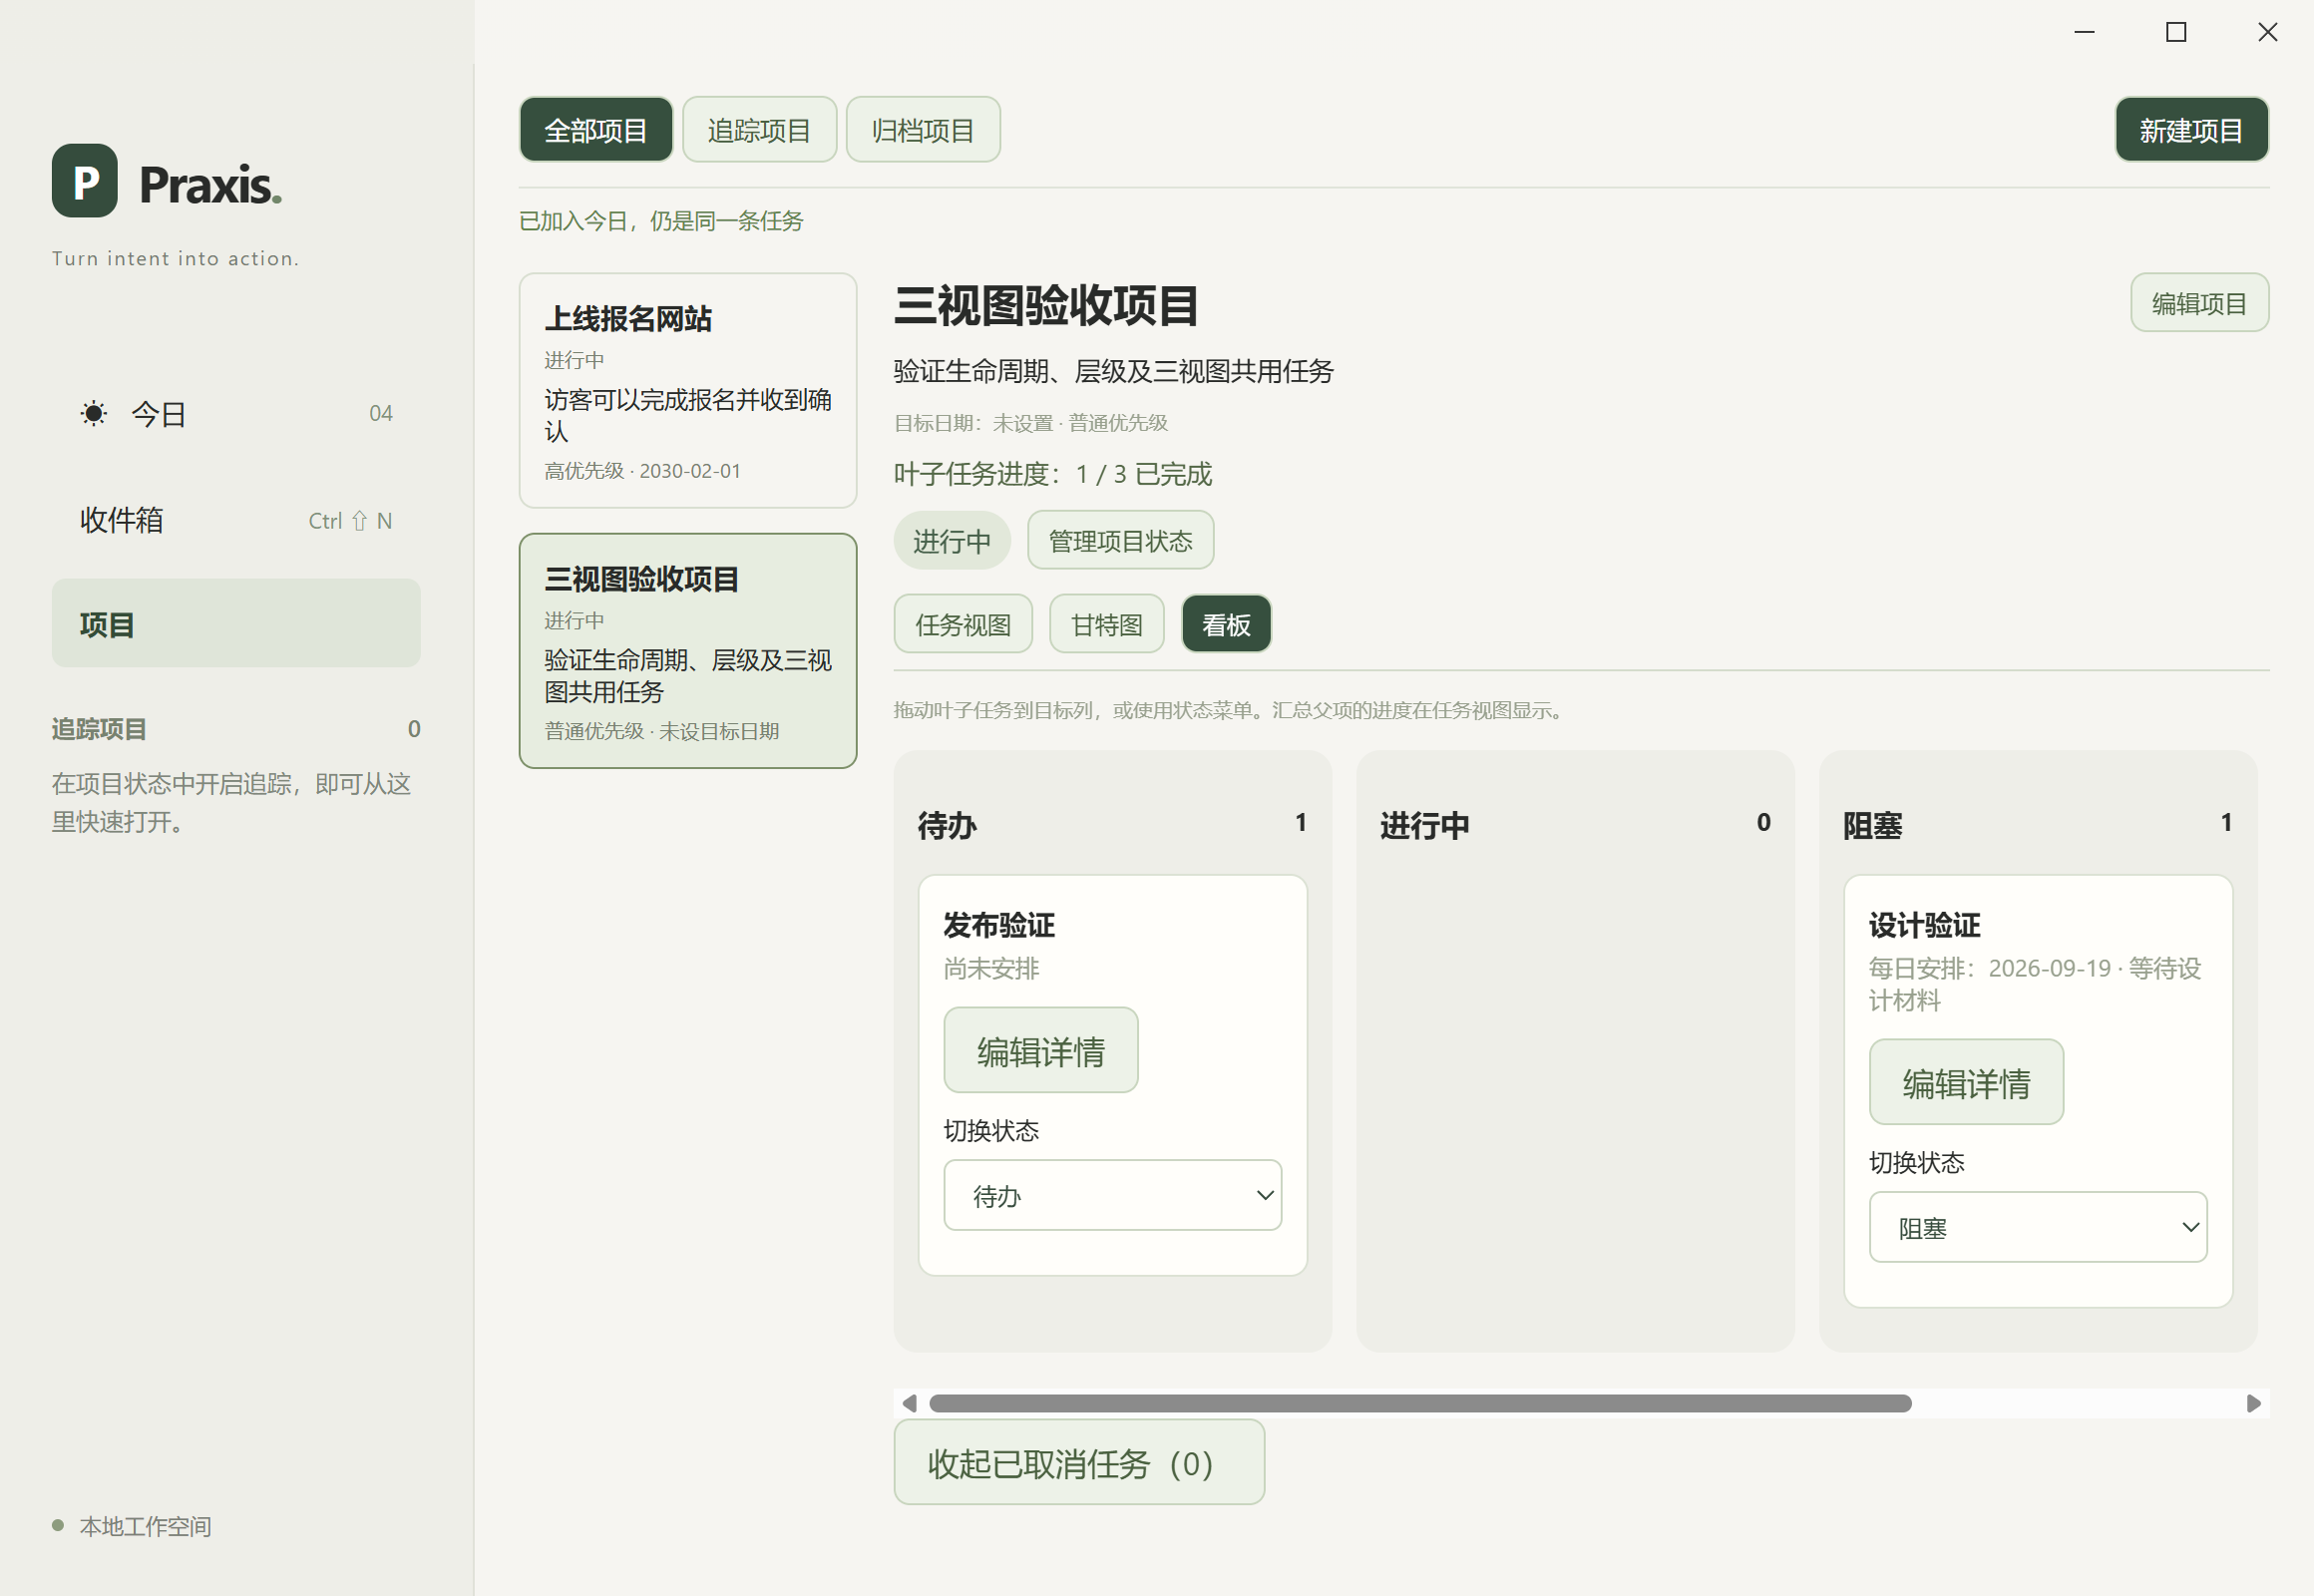 P Praxis.
Turn intent into action.
今日 04
收件箱 Ctrl ⇧ N
项目
追踪项目 0
在项目状态中开启追踪，即可从这
里快速打开。
本地工作空间
全部项目 追踪项目 归档项目 新建项目
已加入今日，仍是同一条任务
上线报名网站
进行中
访客可以完成报名并收到确
认
高优先级 · 2030-02-01
三视图验收项目
进行中
验证生命周期、层级及三视
图共用任务
普通优先级 · 未设目标日期
三视图验收项目 编辑项目
验证生命周期、层级及三视图共用任务
目标日期：未设置 · 普通优先级
叶子任务进度：1 / 3 已完成
进行中 管理项目状态
任务视图 甘特图 看板
拖动叶子任务到目标列，或使用状态菜单。汇总父项的进度在任务视图显示。
待办 1
发布验证
尚未安排
编辑详情
切换状态
待办
进行中 0
阻塞 1
设计验证
每日安排：2026-09-19 · 等待设
计材料
编辑详情
切换状态
阻塞
收起已取消任务（0）